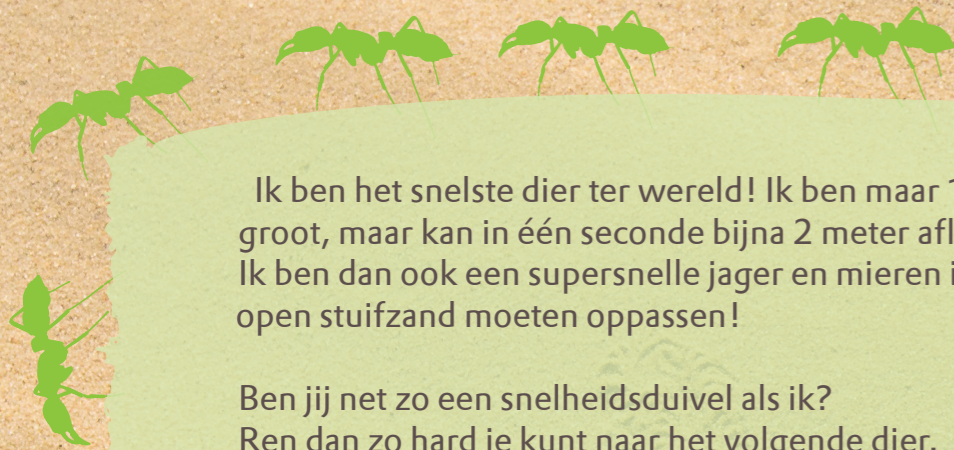 Ik ben het snelste dier ter wereld! Ik ben maar
groot, maar kan in één seconde bijna 2 meter
Ik ben dan ook een supersnelle jager en mieren
open stuifzand moeten oppassen!
Ben jij net zo een snelheidsduivel als ik?
Ren dan zo hard je kunt naar het volgende dier.